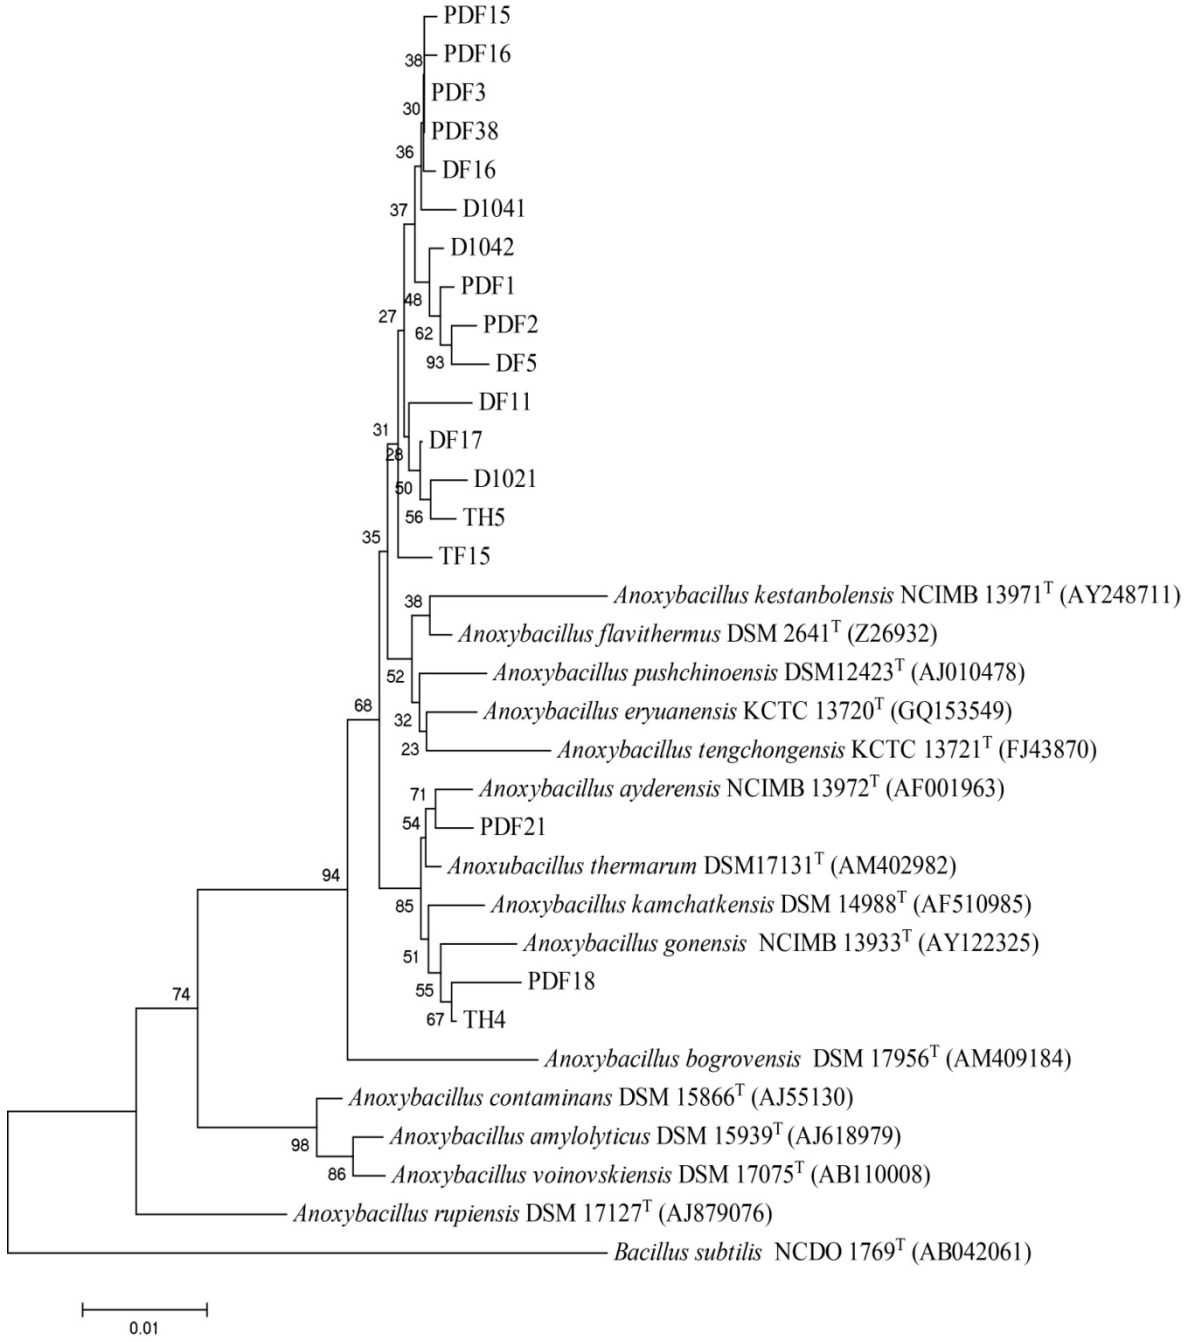 PDF15
PDF16
38
PDF3
30
PDF38
36
DF16
D1041
37
D1042
PDF1
48
27
PDF2
62
93
DF5
DF11
31
DF17
28
D1021
50
56
TH5
35
TF15
Anoxybacillus kestanbolensis NCIMB 13971ᵀ (AY248711)
38
Anoxybacillus flavithermus DSM 2641ᵀ (Z26932)
Anoxybacillus pushchinoensis DSM12423ᵀ (AJ010478)
52
68
Anoxybacillus eryuanensis KCTC 13720ᵀ (GQ153549)
32
23
Anoxybacillus tengchongensis KCTC 13721ᵀ (FJ43870)
Anoxybacillus ayderensis NCIMB 13972ᵀ (AF001963)
71
54
PDF21
Anoxubacillus thermarum DSM17131ᵀ (AM402982)
94
Anoxybacillus kamchatkensis DSM 14988ᵀ (AF510985)
85
Anoxybacillus gonensis NCIMB 13933ᵀ (AY122325)
51
PDF18
55
74
67
TH4
Anoxybacillus bogrovensis DSM 17956ᵀ (AM409184)
Anoxybacillus contaminans DSM 15866ᵀ (AJ55130)
Anoxybacillus amylolyticus DSM 15939ᵀ (AJ618979)
98
86
Anoxybacillus voinovskiensis DSM 17075ᵀ (AB110008)
Anoxybacillus rupiensis DSM 17127ᵀ (AJ879076)
Bacillus subtilis NCDO 1769ᵀ (AB042061)
0.01